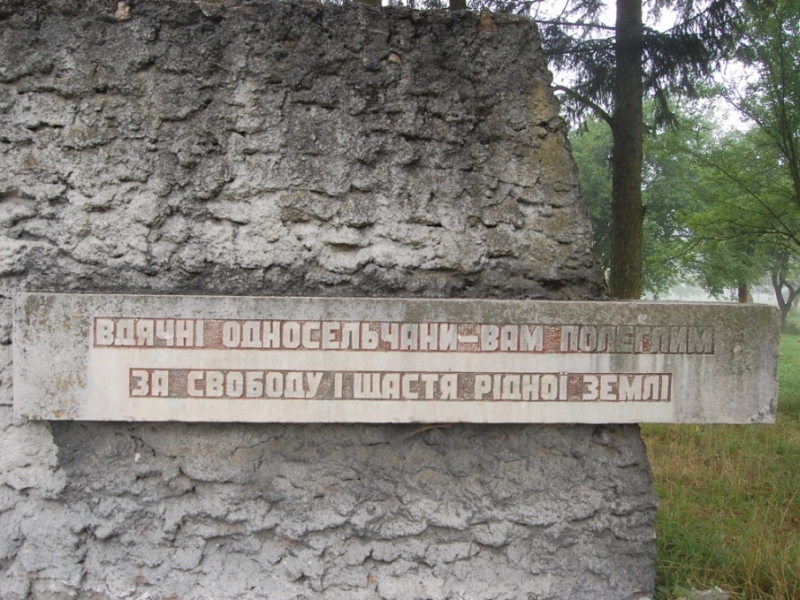 ВДЯЧНІ ОДНОСЕЛЬЧАНИ–ВАМ ПОЛЕГЛИМ
ЗА СВОБОДУ І ЩАСТЯ РІДНОЇ ЗЕМЛІ